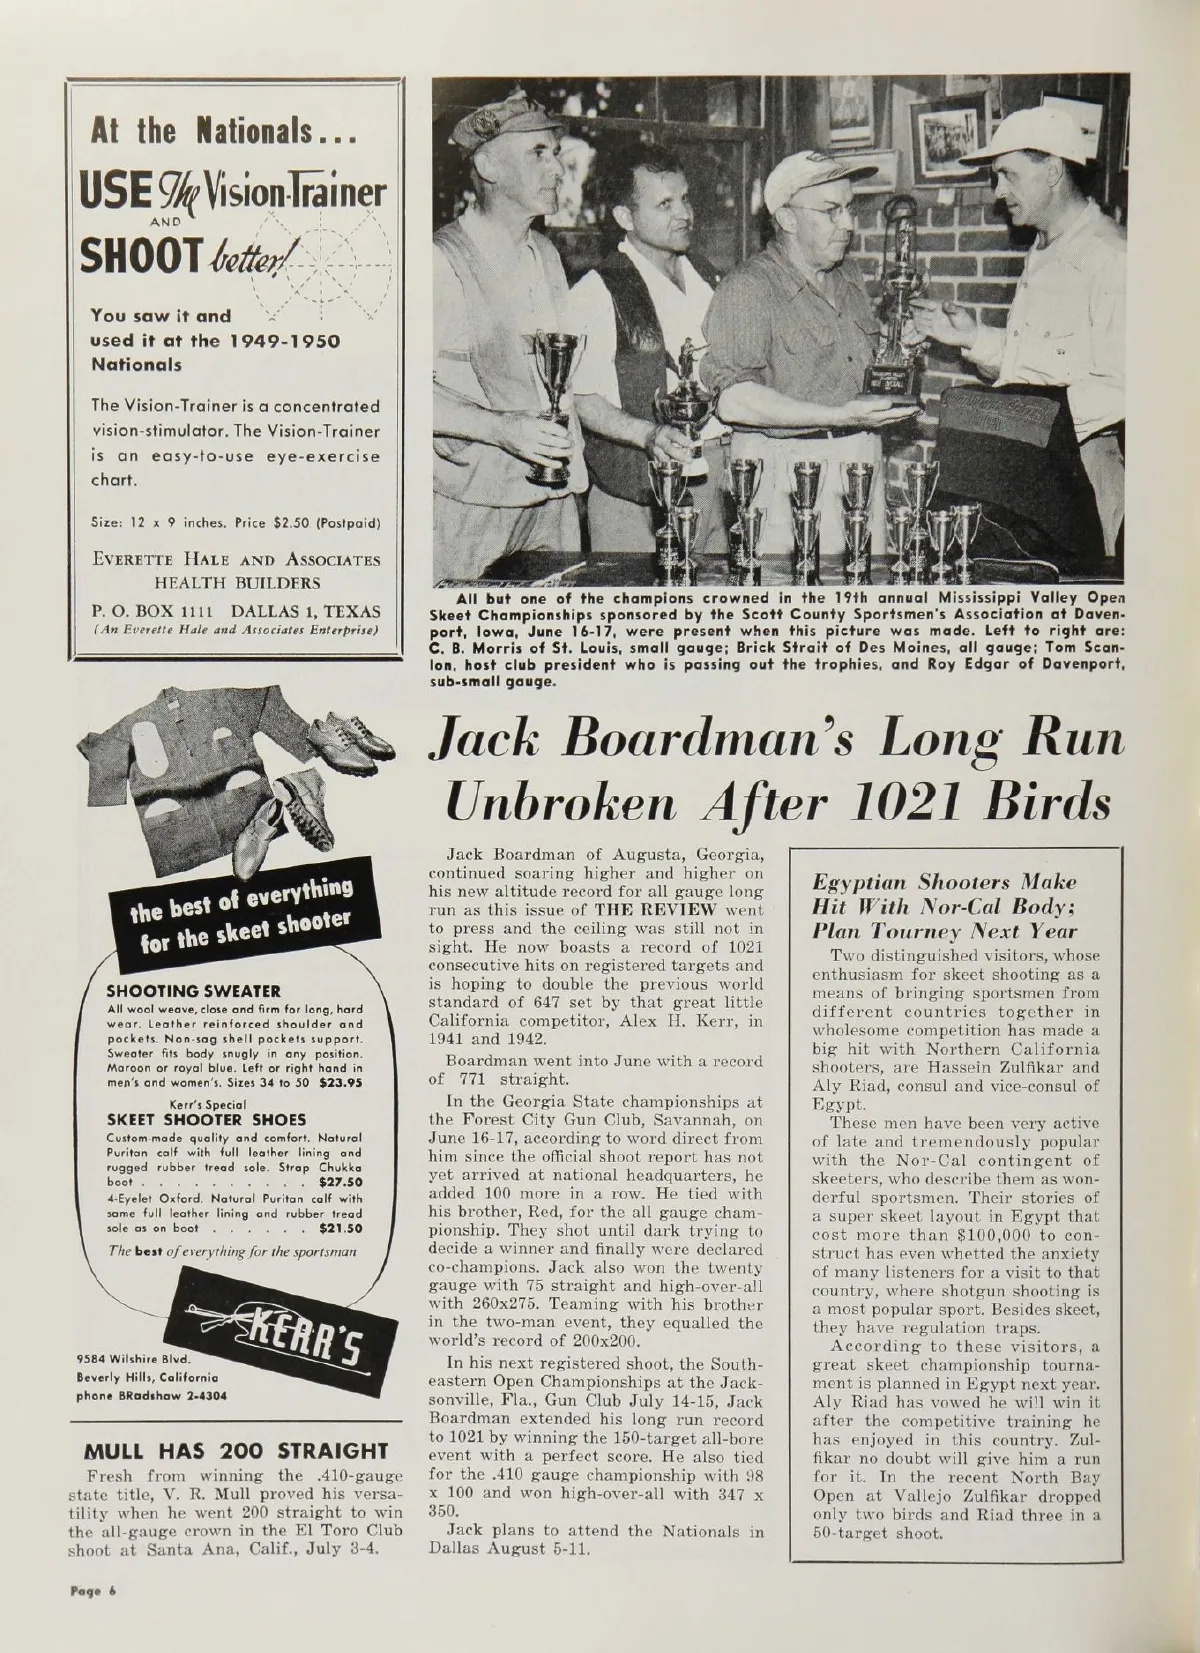 At the Nationals...
USE The Vision-Trainer
AND
SHOOT better!
You saw it and
used it at the 1949-1950
Nationals
The Vision-Trainer is a concentrated
vision-stimulator. The Vision-Trainer
is an easy-to-use eye-exercise
chart.
Size: 12 x 9 inches. Price $2.50 (Postpaid)
EVERETTE HALE AND ASSOCIATES
HEALTH BUILDERS
P. O. BOX 1111 DALLAS 1, TEXAS
(An Everette Hale and Associates Enterprise)
the best of everything
for the skeet shooter
SHOOTING SWEATER
All wool weave, close and firm for long, hard
wear. Leather reinforced shoulder and
pockets. Non-sag shell pockets support.
Sweater fits body snugly in any position.
Maroon or royal blue. Left or right hand in
men's and women's. Sizes 34 to 50 $23.95
Kerr's Special
SKEET SHOOTER SHOES
Custom-made quality and comfort. Natural
Puritan calf with full leather lining and
rugged rubber tread sole. Strap Chukka
boot . . . . . . . . . . $27.50
4-Eyelet Oxford. Natural Puritan calf with
same full leather lining and rubber tread
sole as on boot . . . . . . $21.50
The best of everything for the sportsman
KERR'S
9584 Wilshire Blvd.
Beverly Hills, California
phone BRadshaw 2-4304
MULL HAS 200 STRAIGHT
Fresh from winning the .410-gauge
state title, V. R. Mull proved his versa-
tility when he went 200 straight to win
the all-gauge crown in the El Toro Club
shoot at Santa Ana, Calif., July 3-4.
All but one of the champions crowned in the 19th annual Mississippi Valley Open
Skeet Championships sponsored by the Scott County Sportsmen's Association at Daven-
port, Iowa, June 16-17, were present when this picture was made. Left to right are:
C. B. Morris of St. Louis, small gauge; Brick Strait of Des Moines, all gauge; Tom Scan-
lon, host club president who is passing out the trophies, and Roy Edgar of Davenport,
sub-small gauge.
Jack Boardman's Long Run
Unbroken After 1021 Birds
Jack Boardman of Augusta, Georgia,
continued soaring higher and higher on
his new altitude record for all gauge long
run as this issue of THE REVIEW went
to press and the ceiling was still not in
sight. He now boasts a record of 1021
consecutive hits on registered targets and
is hoping to double the previous world
standard of 647 set by that great little
California competitor, Alex H. Kerr, in
1941 and 1942.
Boardman went into June with a record
of 771 straight.
In the Georgia State championships at
the Forest City Gun Club, Savannah, on
June 16-17, according to word direct from
him since the official shoot report has not
yet arrived at national headquarters, he
added 100 more in a row. He tied with
his brother, Red, for the all gauge cham-
pionship. They shot until dark trying to
decide a winner and finally were declared
co-champions. Jack also won the twenty
gauge with 75 straight and high-over-all
with 260x275. Teaming with his brother
in the two-man event, they equalled the
world's record of 200x200.
In his next registered shoot, the South-
eastern Open Championships at the Jack-
sonville, Fla., Gun Club July 14-15, Jack
Boardman extended his long run record
to 1021 by winning the 150-target all-bore
event with a perfect score. He also tied
for the .410 gauge championship with 98
x 100 and won high-over-all with 347 x
350.
Jack plans to attend the Nationals in
Dallas August 5-11.
Egyptian Shooters Make
Hit With Nor-Cal Body;
Plan Tourney Next Year
Two distinguished visitors, whose
enthusiasm for skeet shooting as a
means of bringing sportsmen from
different countries together in
wholesome competition has made a
big hit with Northern California
shooters, are Hassein Zulfikar and
Aly Riad, consul and vice-consul of
Egypt.
These men have been very active
of late and tremendously popular
with the Nor-Cal contingent of
skeeters, who describe them as won-
derful sportsmen. Their stories of
a super skeet layout in Egypt that
cost more than $100,000 to con-
struct has even whetted the anxiety
of many listeners for a visit to that
country, where shotgun shooting is
a most popular sport. Besides skeet,
they have regulation traps.
According to these visitors, a
great skeet championship tourna-
ment is planned in Egypt next year.
Aly Riad has vowed he will win it
after the competitive training he
has enjoyed in this country. Zul-
fikar no doubt will give him a run
for it. In the recent North Bay
Open at Vallejo Zulfikar dropped
only two birds and Riad three in a
50-target shoot.
Page 6